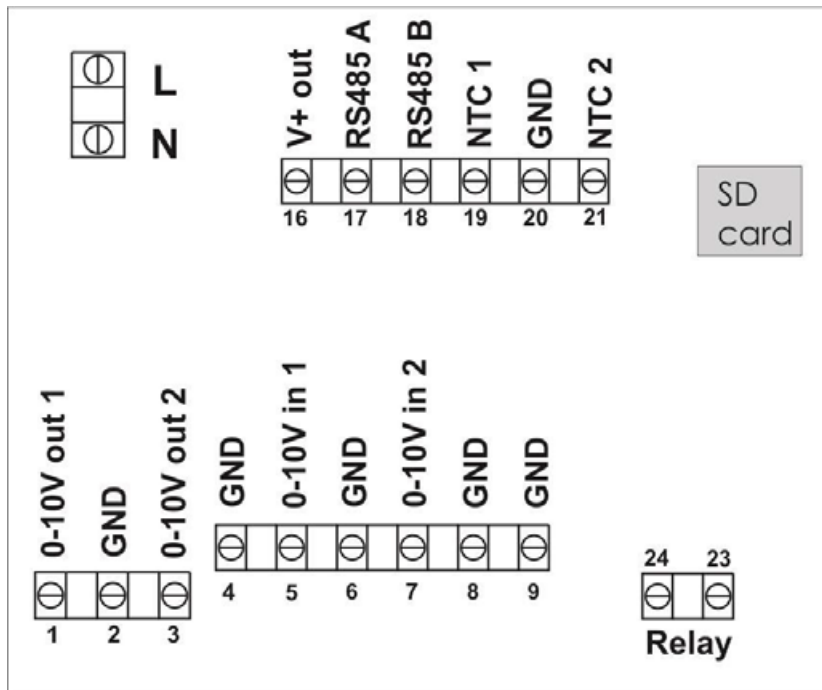 L
N
V+ out
RS485 A
RS485 B
NTC 1
GND
NTC 2
16 17 18 19 20 21
SD
card
0-10V out 1
GND
0-10V out 2
1 2 3
GND
0-10V in 1
GND
0-10V in 2
GND
GND
4 5 6 7 8 9
24 23
Relay